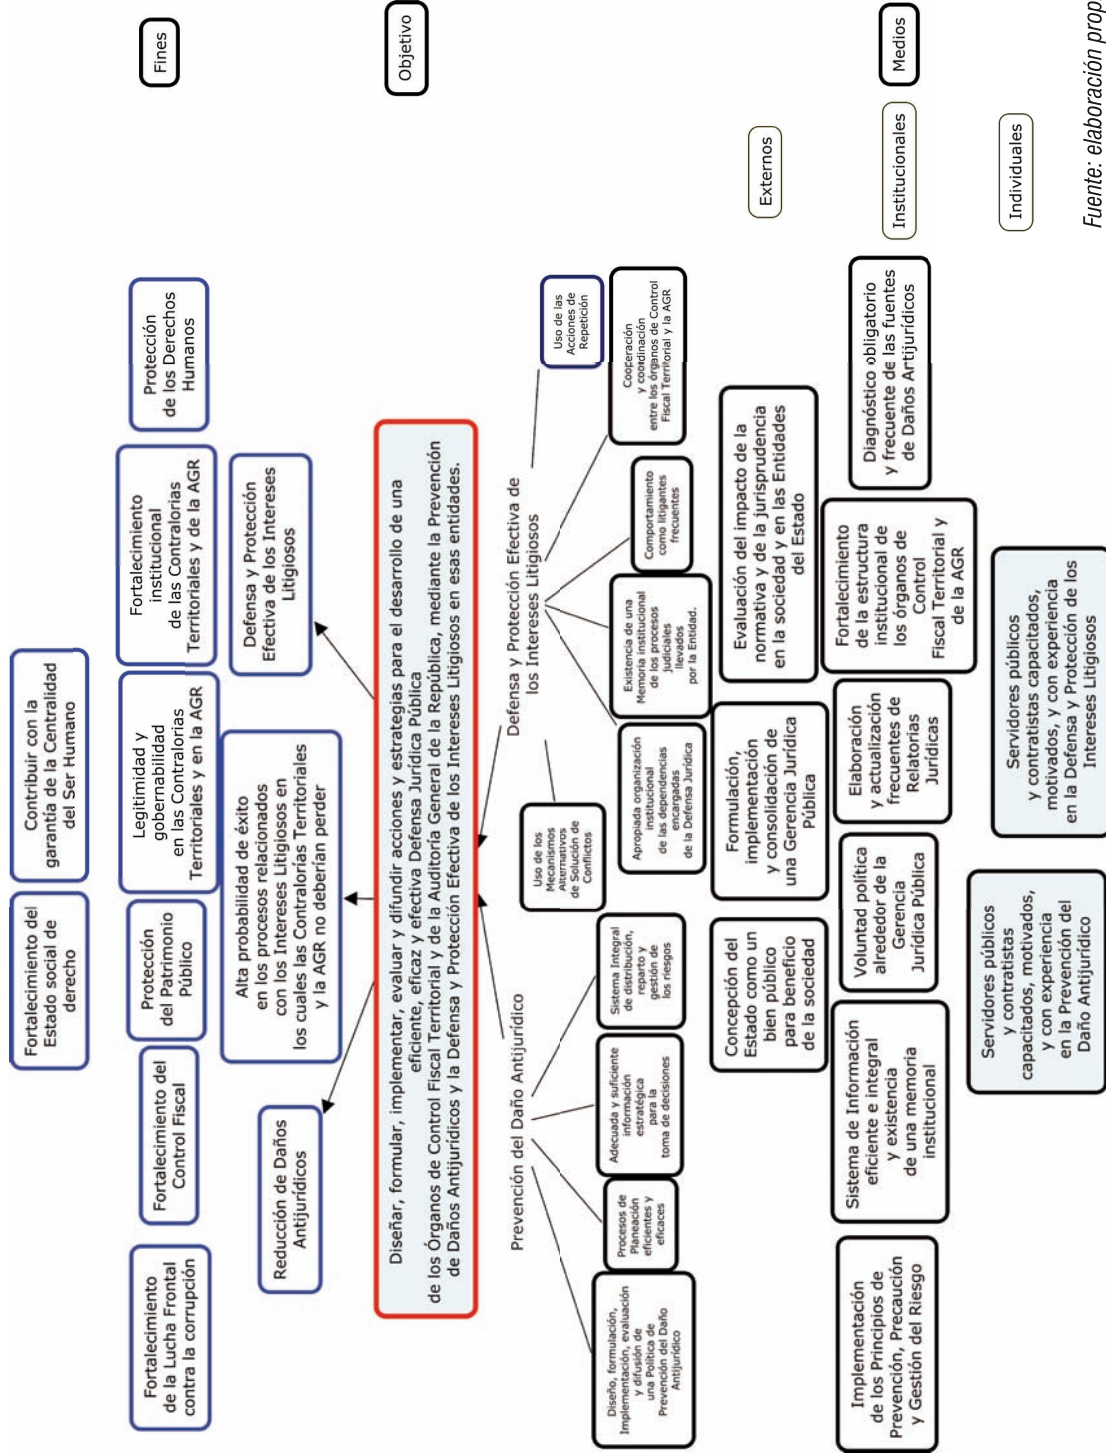 Fortalecimiento del
Estado social de
derecho
Contribuir con la
garantía de la Centralidad
del Ser Humano
Fines
Fortalecimiento
de la Lucha Frontal
contra la corrupción
Fortalecimiento del
Control Fiscal
Protección
del Patrimonio
Público
Legitimidad y
gobernabilidad
en las Contralorias
Territoriales y en la AGR
Fortalecimiento
institucional
de las Contralorias
Territoriales y de la AGR
Protección
de los Derechos
Humanos
Reducción de Daños
Antijurídicos
Alta probabilidad de éxito
en los procesos relacionados
con los Intereses Litigiosos en
los cuales las Contralorías Territoriales
y la AGR no deberían perder
Defensa y Protección
Efectiva de los Intereses
Litigiosos
Objetivo
Diseñar, formular, implementar, evaluar y difundir acciones y estrategias para el desarrollo de una
eficiente, eficaz y efectiva Defensa Jurídica Pública
de los Órganos de Control Fiscal Territorial y de la Auditoría General de la República, mediante la Prevención
de Daños Antijurídicos y la Defensa y Protección Efectiva de los Intereses Litigiosos en esas entidades.
Prevención del Daño Antijurídico
Defensa y Protección Efectiva de
los Intereses Litigiosos
Uso de los
Mecanismos
Alternativos
de Solución de
Conflictos
Uso de las
Acciones de
Repetición
Diseño, formulación,
Implementación, evaluación
y difusión de
una Política de
Prevención del Daño
Antijurídico
Procesos de
Planeación
eficientes y
eficaces
Adecuada y suficiente
información
estratégica
para la
toma de decisiones
Sistema Integral
de distribución,
reparto y
gestión de
los riesgos
Apropiada organización
institucional
de las dependencias
encargadas
de la Defensa Jurídica
Existencia de una
Memoria institucional
de los procesos
judiciales
llevados
por la Entidad.
Comportamiento
como litigantes
frecuentes
Cooperación
y coordinación
entre los órganos de Control
Fiscal Territorial y la AGR
Externos
Concepción del
Estado como un
bien público
para beneficio
de la sociedad
Formulación,
implementación
y consolidación de
una Gerencia Jurídica
Pública
Evaluación del impacto de la
normativa y de la jurisprudencia
en la sociedad y en las Entidades
del Estado
Institucionales
Medios
Implementación
de los Principios de
Prevención, Precaución
y Gestión del Riesgo
Sistema de Información
eficiente e integral
y existencia
de una memoria
institucional
Voluntad política
alrededor de la
Gerencia
Jurídica Pública
Elaboración
y actualización
frecuentes de
Relatorias
Jurídicas
Fortalecimiento
de la estructura
institucional de
los órganos de
Control
Fiscal Territorial y
de la AGR
Diagnóstico obligatorio
y frecuente de las fuentes
de Daños Antijurídicos
Individuales
Servidores públicos
y contratistas
capacitados, motivados,
y con experiencia
en la Prevención del
Daño Antijurídico
Servidores públicos
y contratistas capacitados,
motivados, y con experiencia
en la Defensa y Protección de los
Intereses Litigiosos
Fuente: elaboración prop